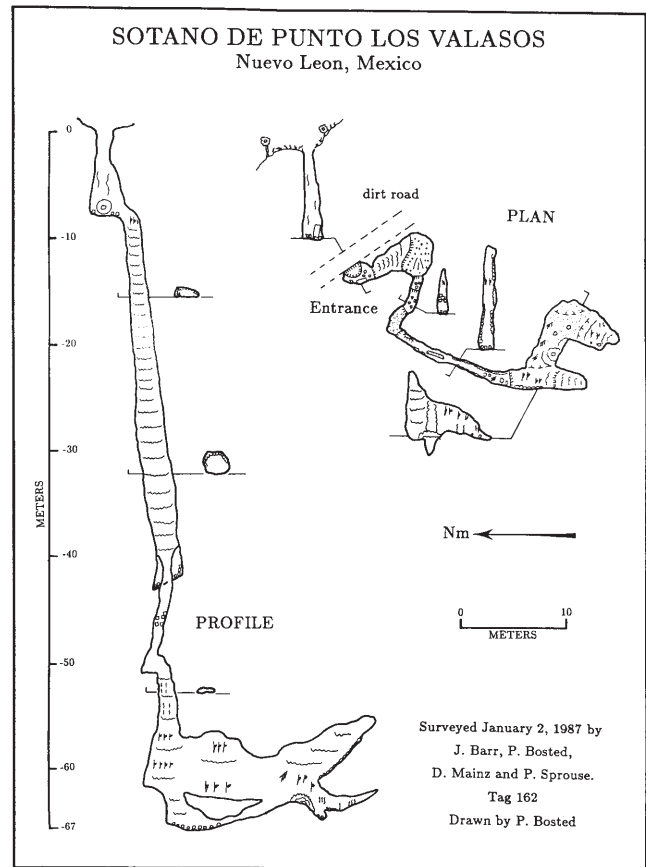 SOTANO DE PUNTO LOS VALASOS
Nuevo Leon, Mexico
0
-10
-20
-30
-40
-50
-60
-67
METERS
dirt road
PLAN
Entrance
Nm
0 10
METERS
PROFILE
Surveyed January 2, 1987 by
J. Barr, P. Bosted,
D. Mainz and P. Sprouse.
Tag 162
Drawn by P. Bosted